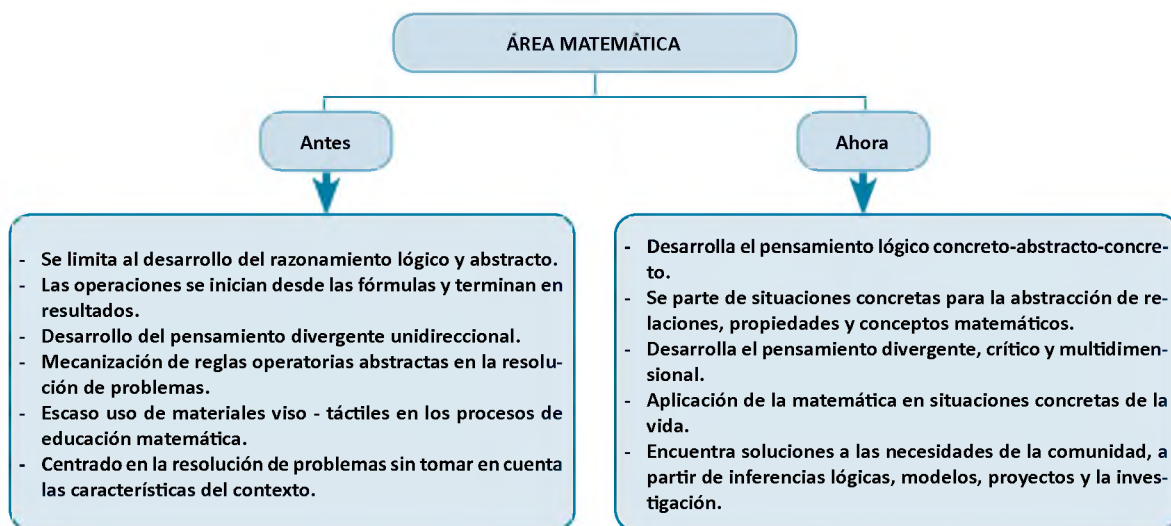 ÁREA MATEMÁTICA
Antes
- Se limita al desarrollo del razonamiento lógico y abstracto.
- Las operaciones se inician desde las fórmulas y terminan en
resultados.
- Desarrollo del pensamiento divergente unidireccional.
- Mecanización de reglas operatorias abstractas en la resolu-
ción de problemas.
- Escaso uso de materiales viso - táctiles en los procesos de
educación matemática.
- Centrado en la resolución de problemas sin tomar en cuenta
las características del contexto.
Ahora
- Desarrolla el pensamiento lógico concreto-abstracto-concre-
to.
- Se parte de situaciones concretas para la abstracción de re-
laciones, propiedades y conceptos matemáticos.
- Desarrolla el pensamiento divergente, crítico y multidimen-
sional.
- Aplicación de la matemática en situaciones concretas de la
vida.
- Encuentra soluciones a las necesidades de la comunidad, a
partir de inferencias lógicas, modelos, proyectos y la inves-
tigación.